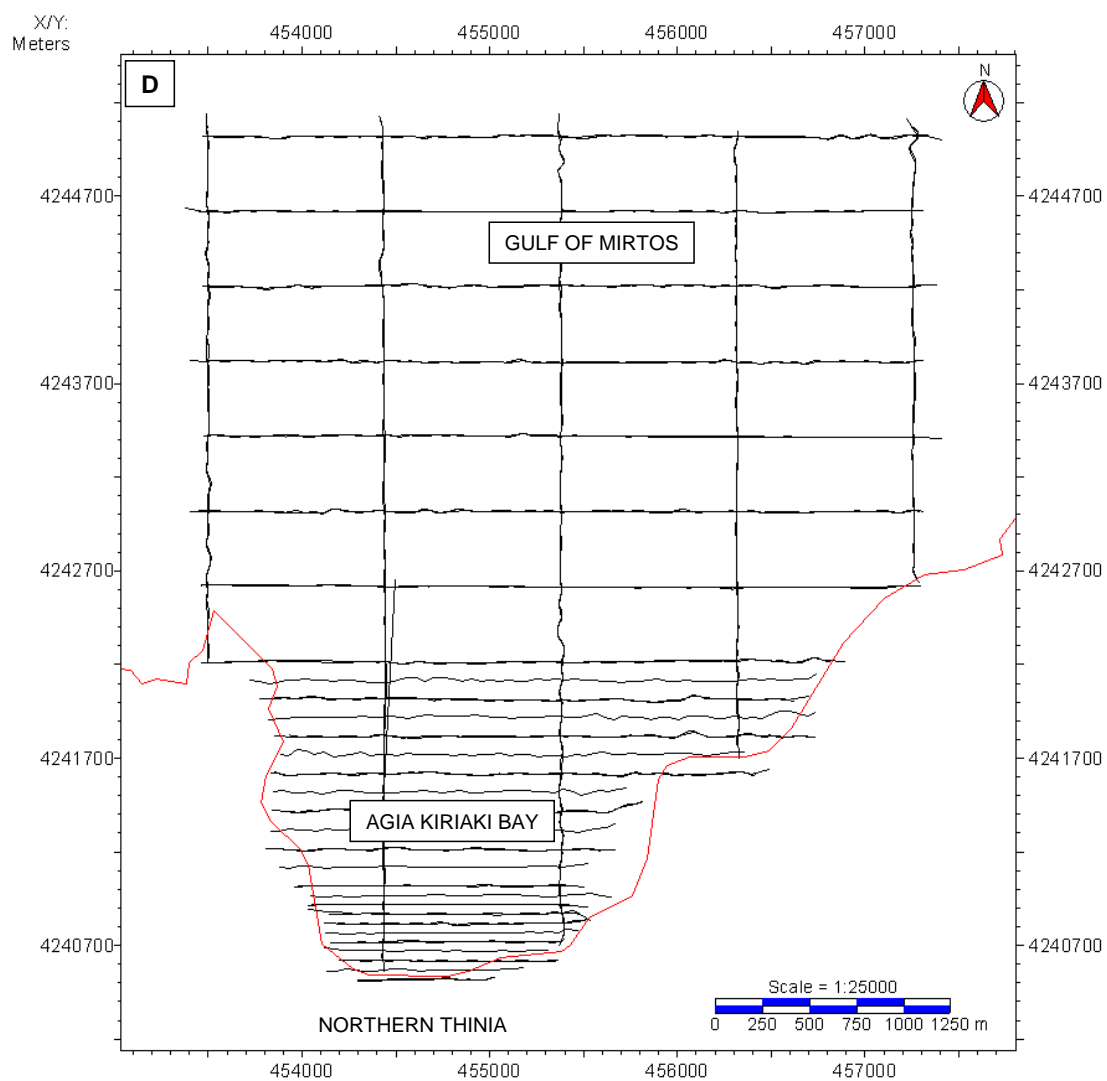 X/Y:
Meters
454000 455000 456000 457000
D
N
4244700 4244700
GULF OF MIRTOS
4243700 4243700
4242700 4242700
4241700 4241700
AGIA KIRIAKI BAY
4240700 4240700
Scale = 1:25000
0 250 500 750 1000 1250 m
NORTHERN THINIA
454000 455000 456000 457000